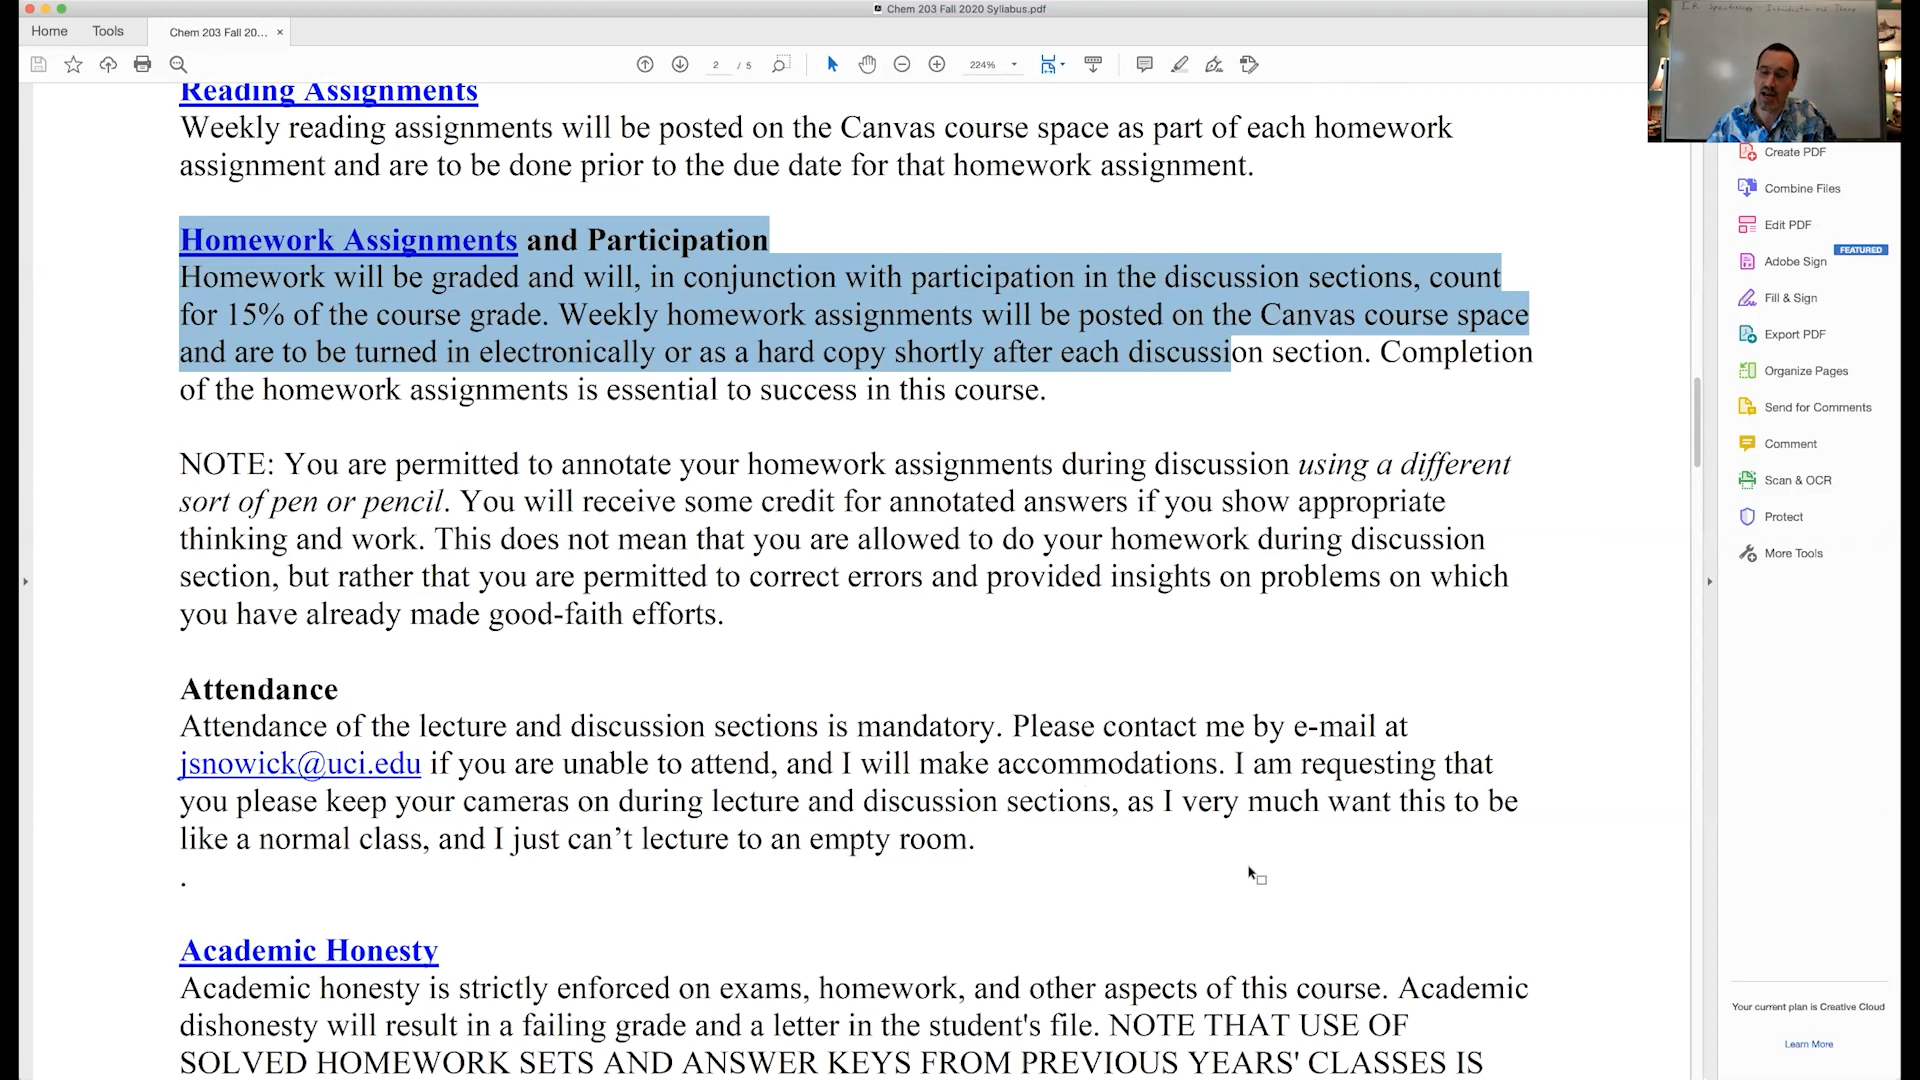 Chem 203 Fall 2020 Syllabus.pdf
Home
Tools
Chem 203 Fall 20...
2 / 5
224%
Reading Assignments
Weekly reading assignments will be posted on the Canvas course space as part of each homework
assignment and are to be done prior to the due date for that homework assignment.
Homework Assignments and Participation
Homework will be graded and will, in conjunction with participation in the discussion sections, count
for 15% of the course grade. Weekly homework assignments will be posted on the Canvas course space
and are to be turned in electronically or as a hard copy shortly after each discussion section. Completion
of the homework assignments is essential to success in this course.
NOTE: You are permitted to annotate your homework assignments during discussion using a different
sort of pen or pencil. You will receive some credit for annotated answers if you show appropriate
thinking and work. This does not mean that you are allowed to do your homework during discussion
section, but rather that you are permitted to correct errors and provided insights on problems on which
you have already made good-faith efforts.
Attendance
Attendance of the lecture and discussion sections is mandatory. Please contact me by e-mail at
jsnowick@uci.edu if you are unable to attend, and I will make accommodations. I am requesting that
you please keep your cameras on during lecture and discussion sections, as I very much want this to be
like a normal class, and I just can’t lecture to an empty room.
.
Academic Honesty
Academic honesty is strictly enforced on exams, homework, and other aspects of this course. Academic
dishonesty will result in a failing grade and a letter in the student's file. NOTE THAT USE OF
SOLVED HOMEWORK SETS AND ANSWER KEYS FROM PREVIOUS YEARS' CLASSES IS
Create PDF
Combine Files
Edit PDF
FEATURED
Adobe Sign
Fill & Sign
Export PDF
Organize Pages
Send for Comments
Comment
Scan & OCR
Protect
More Tools
Your current plan is Creative Cloud
Learn More